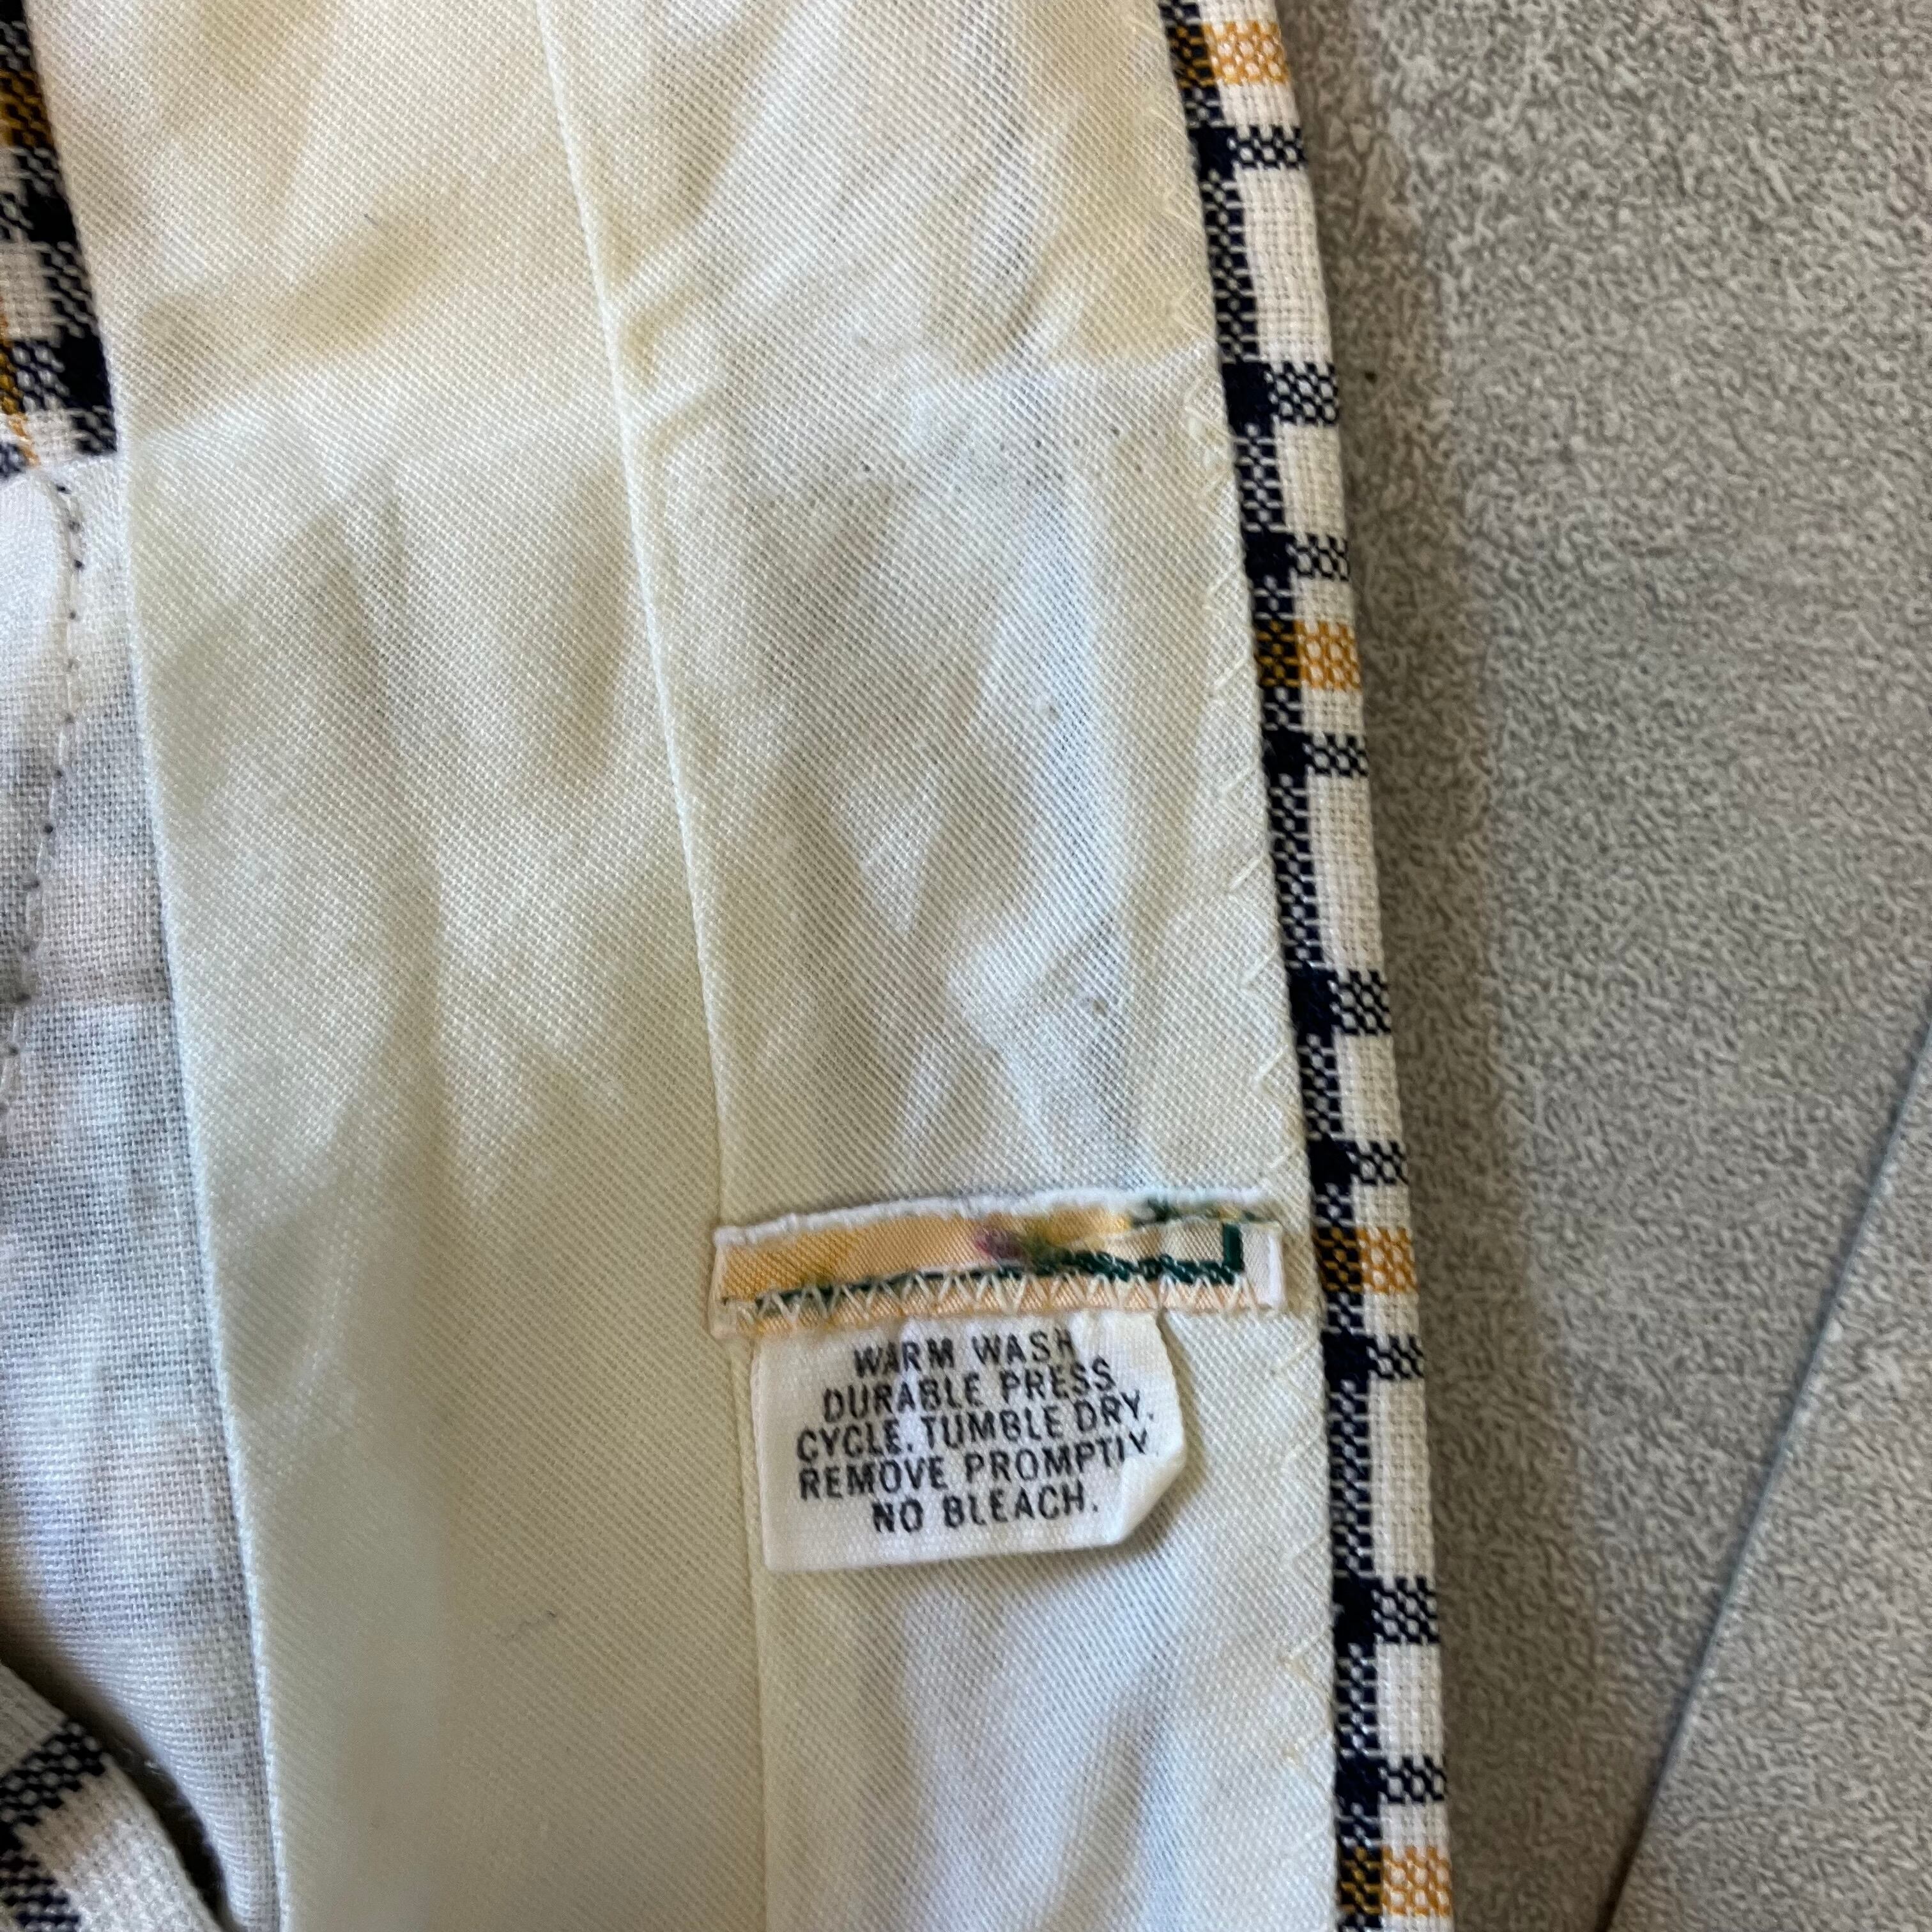 WARM WASH
DURABLE PRESS
CYCLE. TUMBLE DRY.
REMOVE PROMPTLY.
NO BLEACH.